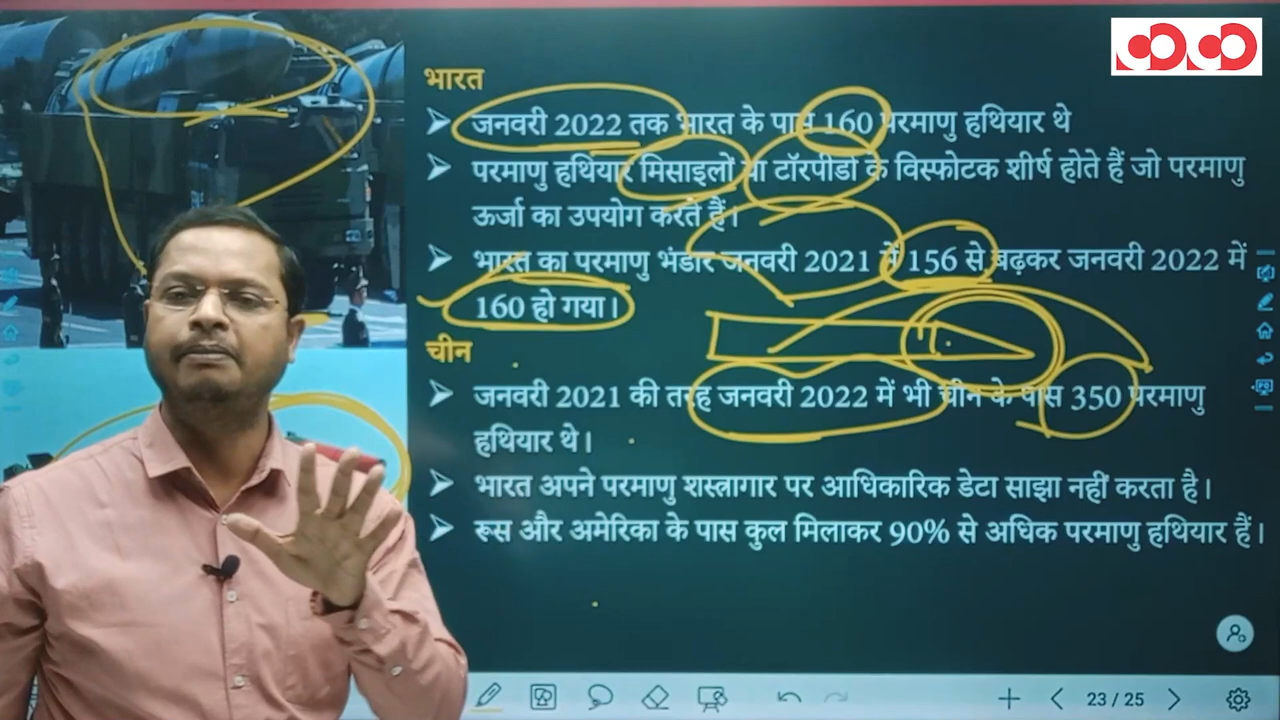 भारत
जनवरी 2022 तक भारत के पास 160 परमाणु हथियार थे
परमाणु हथियार मिसाइलों या टॉरपीडो के विस्फोटक शीर्ष होते हैं जो परमाणु
ऊर्जा का उपयोग करते हैं।
भारत का परमाणु भंडार जनवरी 2021 में 156 से बढ़कर जनवरी 2022 में
160 हो गया।
चीन
जनवरी 2021 की तरह जनवरी 2022 में भी चीन के पास 350 परमाणु
हथियार थे।
भारत अपने परमाणु शस्त्रागार पर आधिकारिक डेटा साझा नहीं करता है।
रूस और अमेरिका के पास कुल मिलाकर 90% से अधिक परमाणु हथियार हैं।
23 / 25